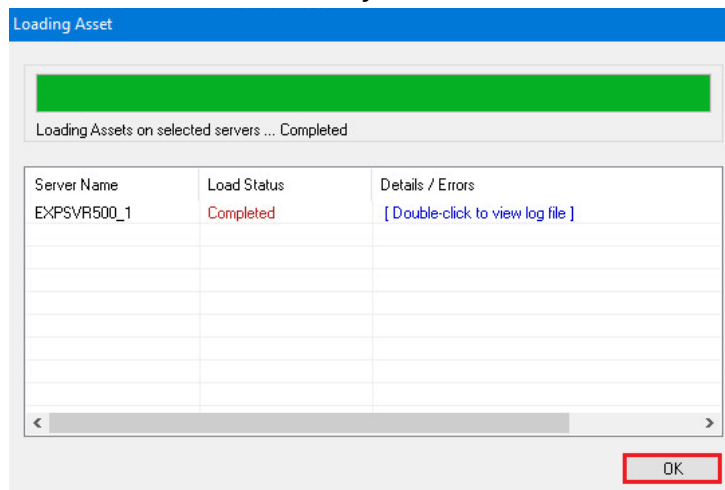 Loading Asset
Loading Assets on selected servers ... Completed
Server Name Load Status Details / Errors
EXPSVR500_1 Completed [ Double-click to view log file ]
OK